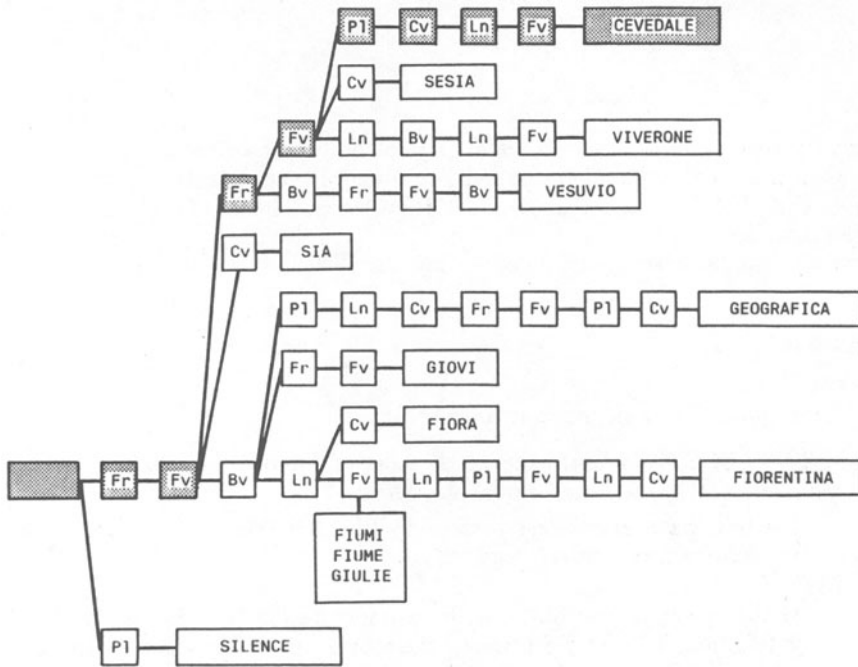 Pl Cv Ln Fv CEVEDALE
Cv SESIA
Fv Ln Bv Ln Fv VIVERONE
Fr Bv Fr Fv Bv VESUVIO
Cv SIA
Pl Ln Cv Fr Fv Pl Cv GEOGRAFICA
Fr Fv GIOVI
Cv FIORA
Fr Fv Bv Ln Fv Ln Pl Fv Ln Cv FIORENTINA
FIUMI
FIUME
GIULIE
Pl SILENCE